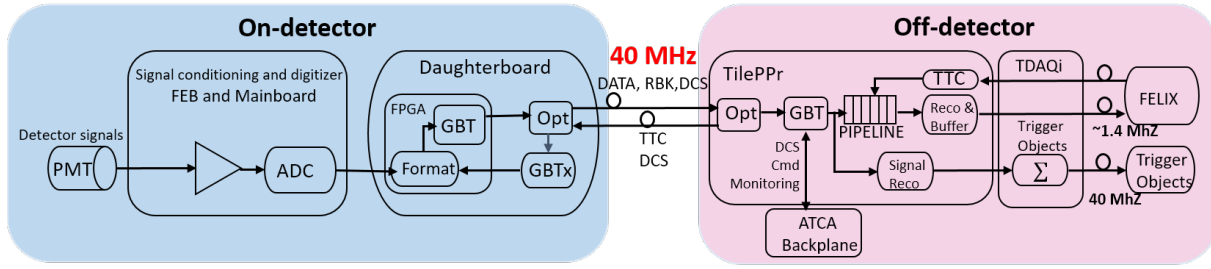 On-detector
Signal conditioning and digitizer
FEB and Mainboard
Detector signals
PMT
ADC
Daughterboard
FPGA
GBT
Format
Opt
GBTx
40 MHz
DATA, RBK,DCS
TTC
DCS
Off-detector
TilePPr
Opt
GBT
PIPELINE
TTC
Reco &
Buffer
DCS
Cmd
Monitoring
Signal
Reco
ATCA
Backplane
TDAQi
Trigger
Objects
Σ
FELIX
~1.4 MhZ
Trigger
Objects
40 MhZ